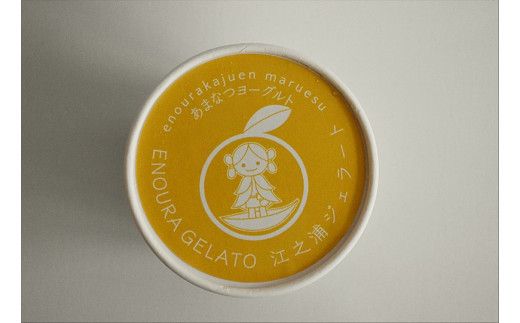 enourakajuen maruesu
あまなつヨーグルト
ENOURA GELATO
江之浦ジェラート